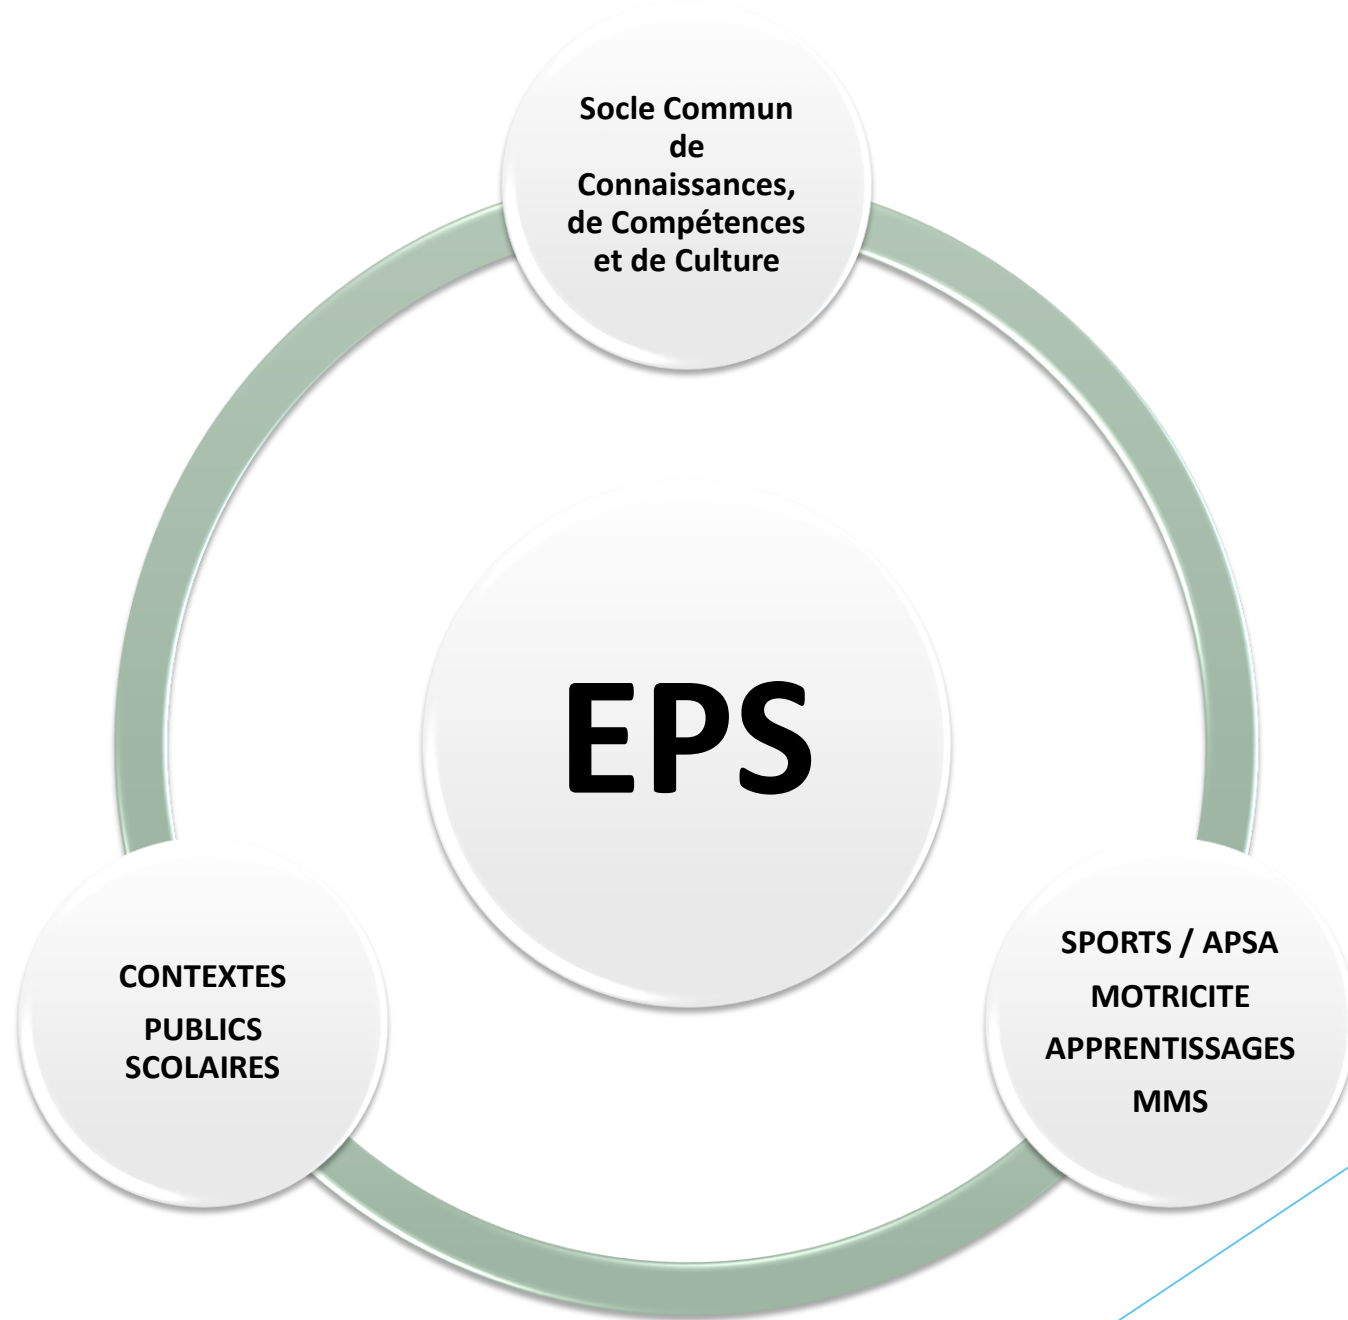 Socle Commun
de
Connaissances,
de Compétences
et de Culture
EPS
CONTEXTES
PUBLICS
SCOLAIRES
SPORTS / APSA
MOTRICITE
APPRENTISSAGES
MMS